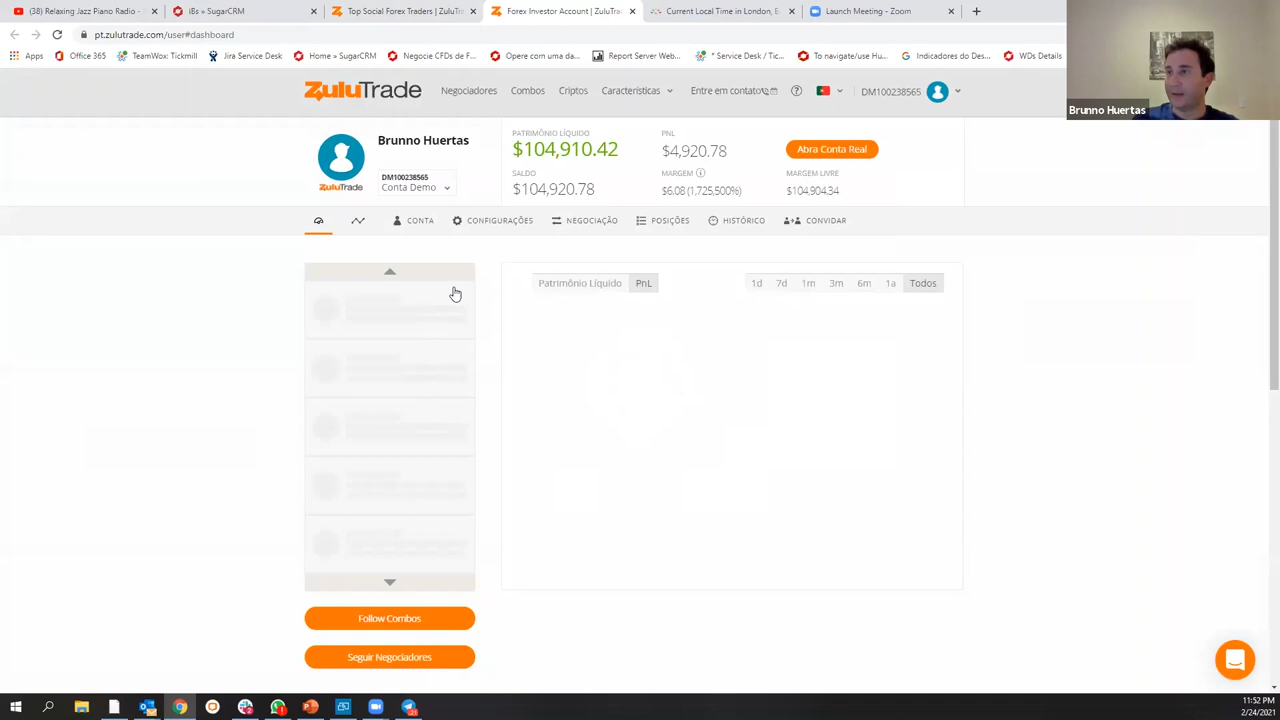 (38) Relaxing Jazz Piano Radio -
iBs » SugarCRM
Top Social Forex Traders | ZuluTra
Forex Investor Account | ZuluTrad
Current Local Time in London, E
Launch Meeting - Zoom
pt.zulutrade.com/user#dashboard
Apps
Office 365
TeamWox: Tickmill
Jira Service Desk
Home » SugarCRM
Negocie CFDs de F...
Opere com uma da...
Report Server Web...
* Service Desk / Tic...
To navigate/use Hu...
Indicadores do Des...
WDs Details
ZuluTrade
Negociadores
Combos
Criptos
Características
Entre em contato
DM100238565
Brunno Huertas
Brunno Huertas
DM100238565
Conta Demo
ZuluTrade
PATRIMÔNIO LÍQUIDO
$104,910.42
SALDO
$104,920.78
PNL
$4,920.78
MARGEM
$6,08 (1,725,500%)
Abra Conta Real
MARGEM LIVRE
$104,904.34
CONTA
CONFIGURAÇÕES
NEGOCIAÇÃO
POSIÇÕES
HISTÓRICO
CONVIDAR
Patrimônio Líquido
PnL
1d
7d
1m
3m
6m
1a
Todos
Follow Combos
Seguir Negociadores
11:52 PM
2/24/2021